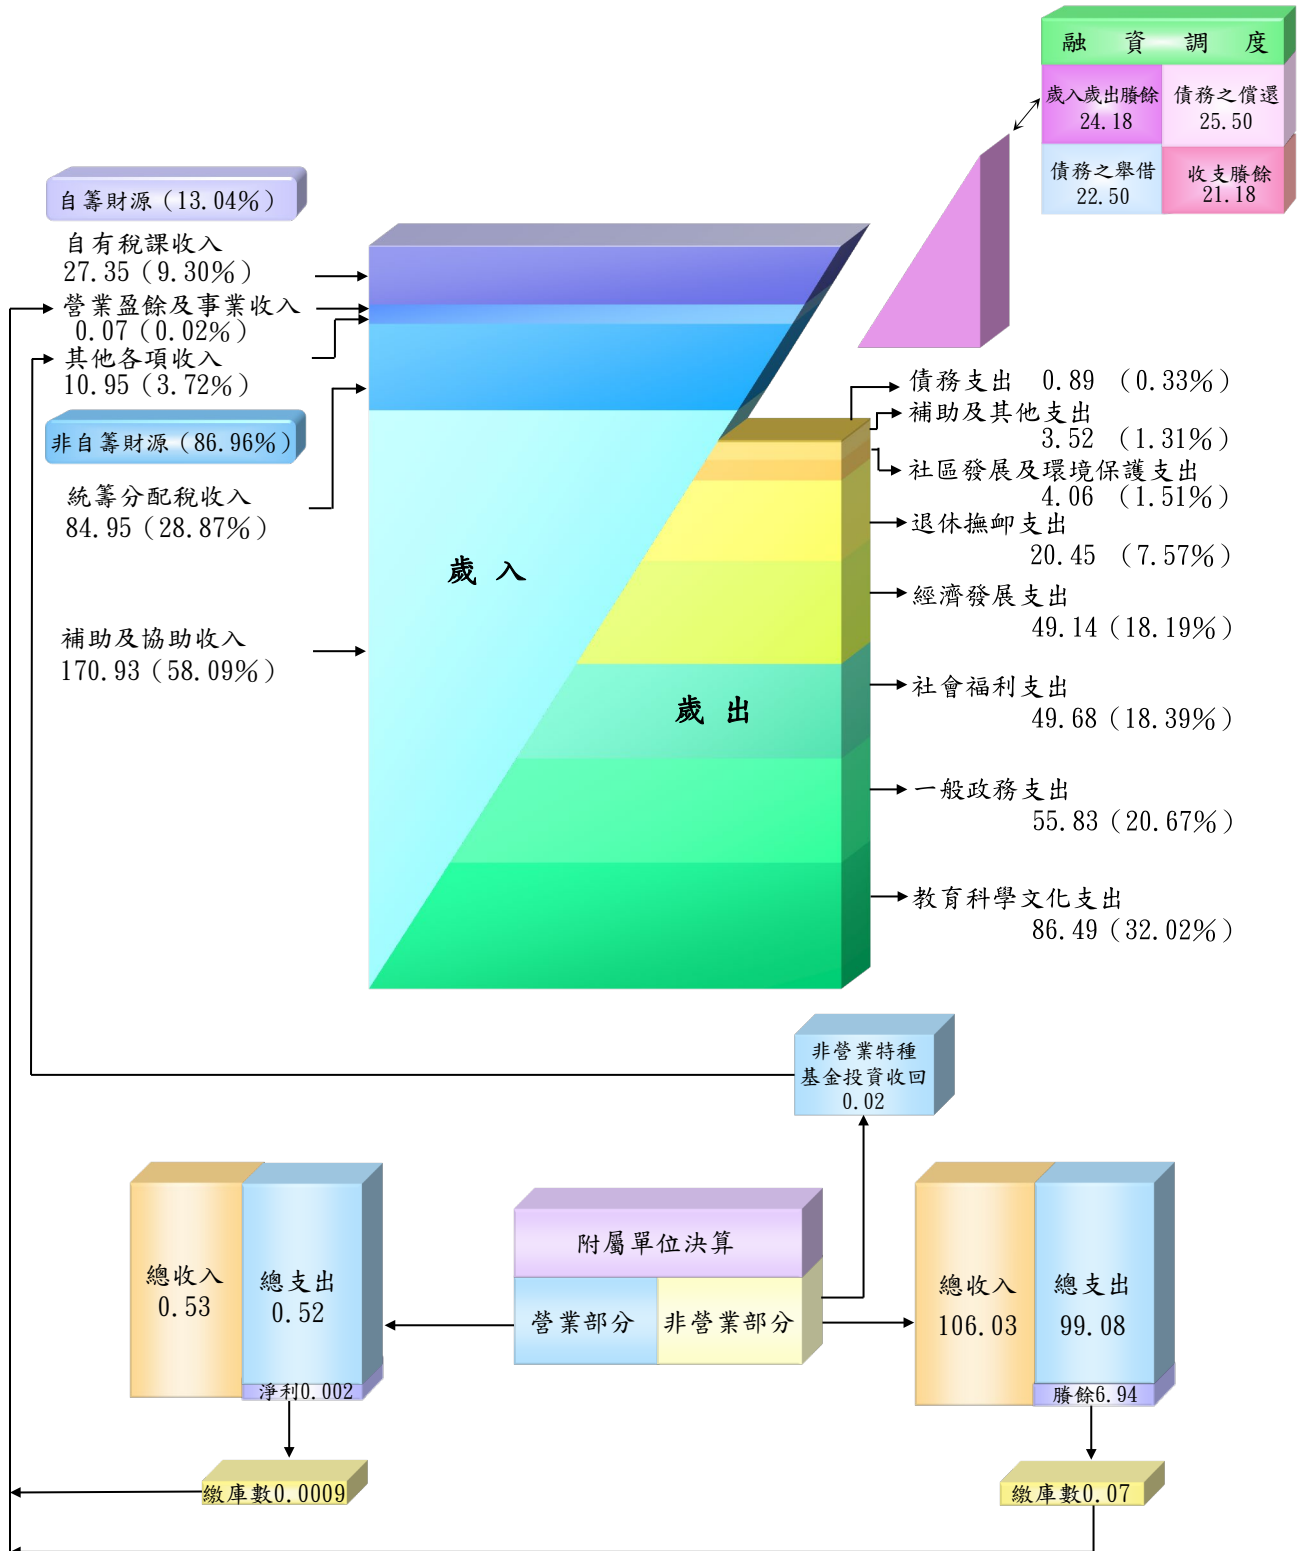 融資調度
歲入歲出賸餘
24.18
債務之償還
25.50
債務之舉借
22.50
收支賸餘
21.18
自籌財源(13.04%)
自有稅課收入
27.35(9.30%)
營業盈餘及事業收入
0.07(0.02%)
其他各項收入
10.95(3.72%)
非自籌財源(86.96%)
統籌分配稅收入
84.95(28.87%)
補助及協助收入
170.93(58.09%)
歲入
歲出
債務支出 0.89 (0.33%)
補助及其他支出
3.52 (1.31%)
社區發展及環境保護支出
4.06 (1.51%)
退休撫卹支出
20.45 (7.57%)
經濟發展支出
49.14(18.19%)
社會福利支出
49.68(18.39%)
一般政務支出
55.83(20.67%)
教育科學文化支出
86.49(32.02%)
非營業特種
基金投資收回
0.02
附屬單位決算
營業部分
非營業部分
總收入
0.53
總支出
0.52
淨利0.002
繳庫數0.0009
總收入
106.03
總支出
99.08
賸餘6.94
繳庫數0.07